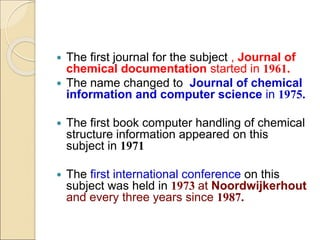 • The first journal for the subject , Journal of
chemical documentation started in 1961.
• The name changed to Journal of chemical
information and computer science in 1975.
• The first book computer handling of chemical
structure information appeared on this
subject in 1971
• The first international conference on this
subject was held in 1973 at Noordwijkerhout
and every three years since 1987.